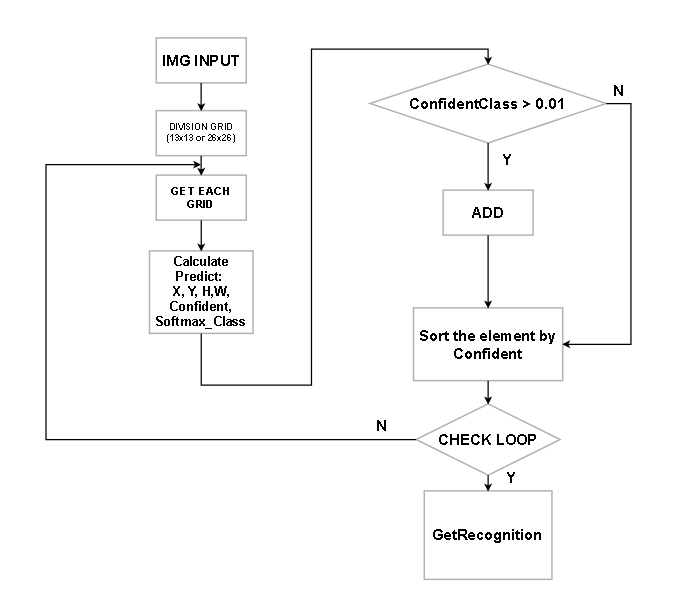 IMG INPUT
DIVISION GRID
(13x13 or 26x26)
GET EACH
GRID
Calculate
Predict:
X, Y, H,W,
Confident,
Softmax_Class
ConfidentClass > 0.01
N
Y
ADD
Sort the element by
Confident
CHECK LOOP
N
Y
GetRecognition